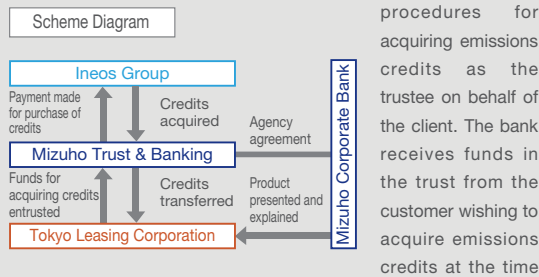 Scheme Diagram
Ineos Group
Payment made
for purchase of
credits
Credits
acquired
Mizuho Trust & Banking
Agency
agreement
Funds for
acquiring credits
entrusted
Credits
transferred
Product
presented and
explained
Tokyo Leasing Corporation
Mizuho Corporate Bank
procedures for
acquiring emissions
credits as the
trustee on behalf of
the client. The bank
receives funds in
the trust from the
customer wishing to
acquire emissions
credits at the time